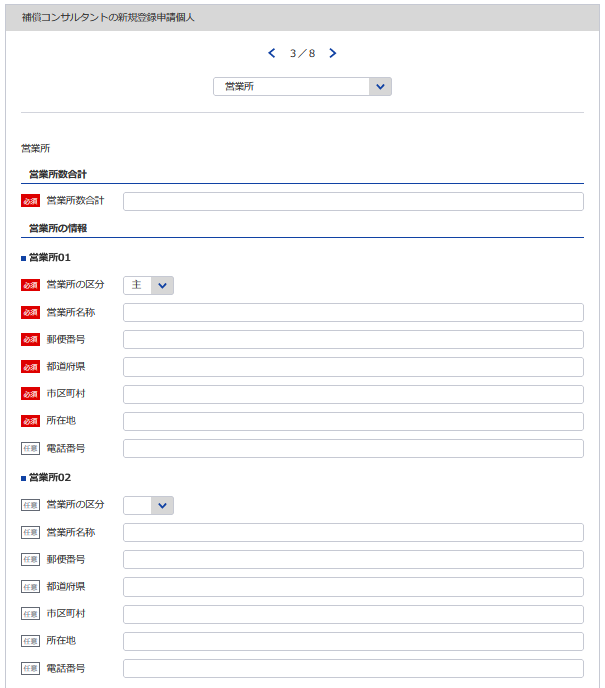 補償コンサルタントの新規登録申請個人
3／8
営業所
営業所
営業所数合計
必須 営業所数合計
営業所の情報
営業所01
必須 営業所の区分 主
必須 営業所名称
必須 郵便番号
必須 都道府県
必須 市区町村
必須 所在地
任意 電話番号
営業所02
任意 営業所の区分
任意 営業所名称
任意 郵便番号
任意 都道府県
任意 市区町村
任意 所在地
任意 電話番号